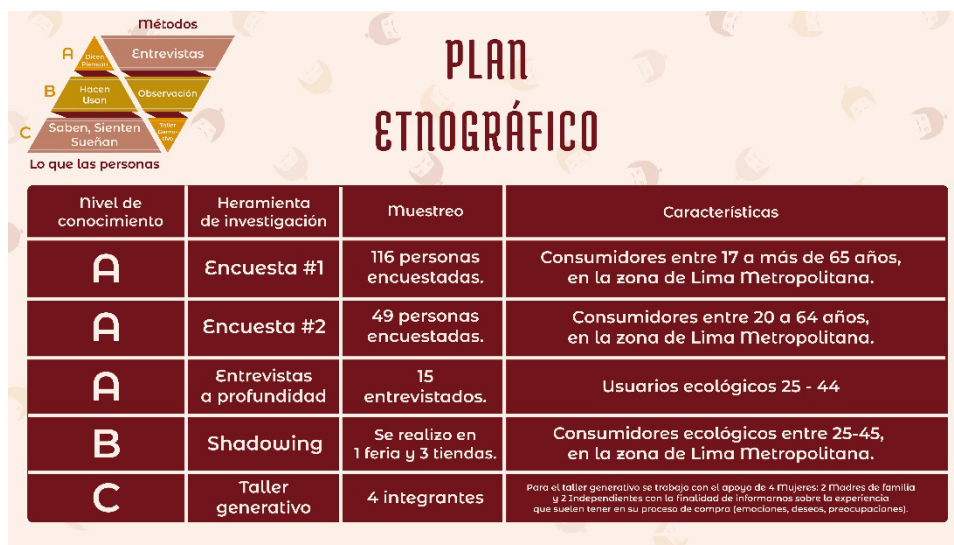 Métodos
A
Dicen
Piensan
Entrevistas
B
Hacen
Usan
Observación
C
Saben, Sienten
Sueñan
Taller
Genera-
tivo
Lo que las personas
PLAN
ETNOGRÁFICO
Nivel de
conocimiento
Heramienta
de investigación
Muestreo
Características
A
Encuesta #1
116 personas
encuestadas.
Consumidores entre 17 a más de 65 años,
en la zona de Lima Metropolitana.
A
Encuesta #2
49 personas
encuestadas.
Consumidores entre 20 a 64 años,
en la zona de Lima Metropolitana.
A
Entrevistas
a profundidad
15
entrevistados.
Usuarios ecológicos 25 - 44
B
Shadowing
Se realizo en
1 feria y 3 tiendas.
Consumidores ecológicos entre 25-45,
en la zona de Lima Metropolitana.
C
Taller
generativo
4 integrantes
Para el taller generativo se trabajo con el apoyo de 4 Mujeres: 2 Madres de familia
y 2 Independientes con la finalidad de informarnos sobre la experiencia
que suelen tener en su proceso de compra (emociones, deseos, preocupaciones).